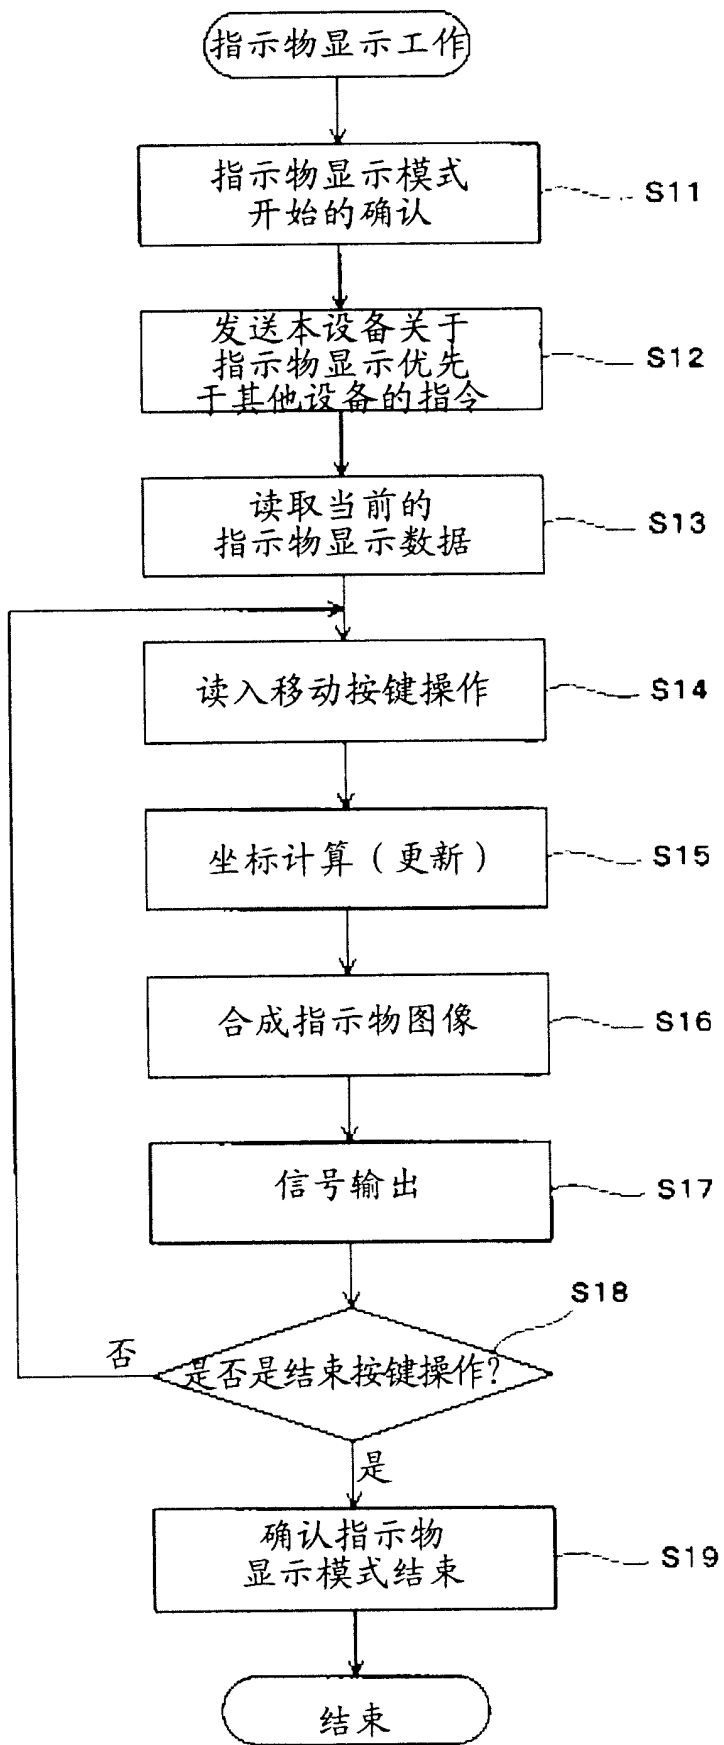 指示物显示工作
指示物显示模式
开始的确认
S11
发送本设备关于
指示物显示优先
于其他设备的指令
S12
读取当前的
指示物显示数据
S13
读入移动按键操作
S14
坐标计算（更新）
S15
合成指示物图像
S16
信号输出
S17
S18
否
是否是结束按键操作?
是
确认指示物
显示模式结束
S19
结束